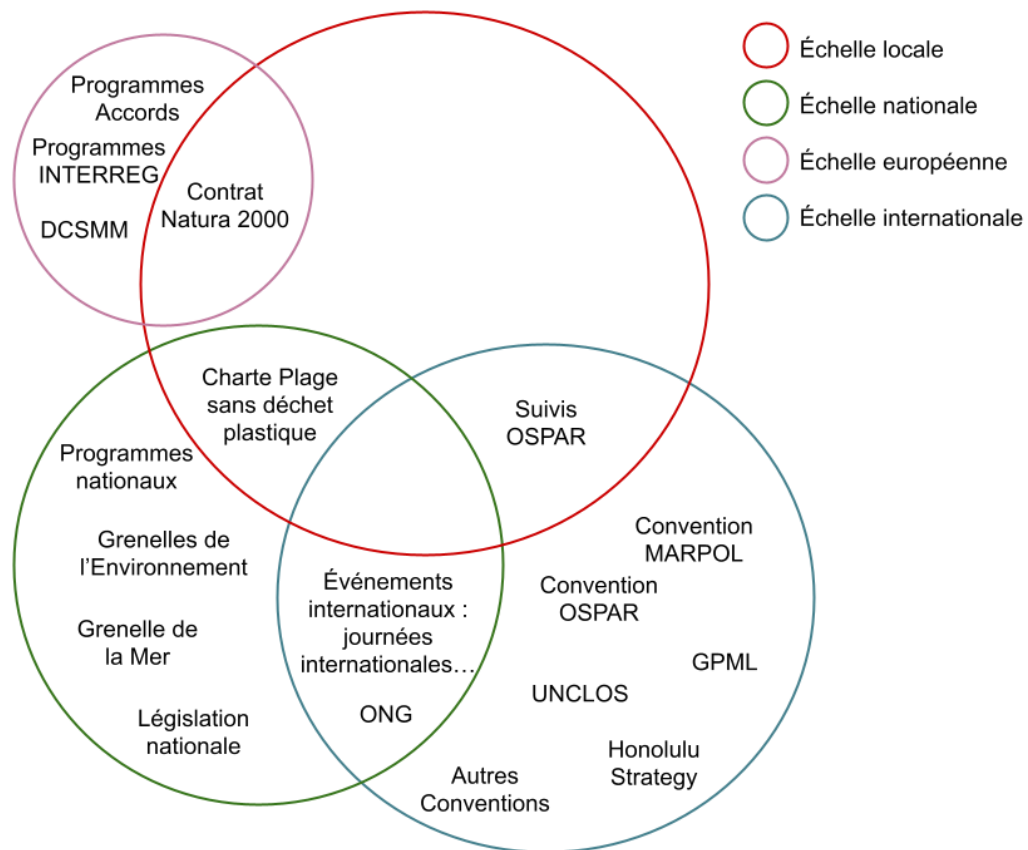 Programmes
Accords
Programmes
INTERREG
DCSMM
Contrat
Natura 2000
Échelle locale
Échelle nationale
Échelle européenne
Échelle internationale
Charte Plage
sans déchet
plastique
Suivis
OSPAR
Programmes
nationaux
Grenelles de
l'Environnement
Grenelle de
la Mer
Législation
nationale
Événements
internationaux :
journées
internationales…
ONG
Convention
MARPOL
Convention
OSPAR
GPML
UNCLOS
Honolulu
Strategy
Autres
Conventions